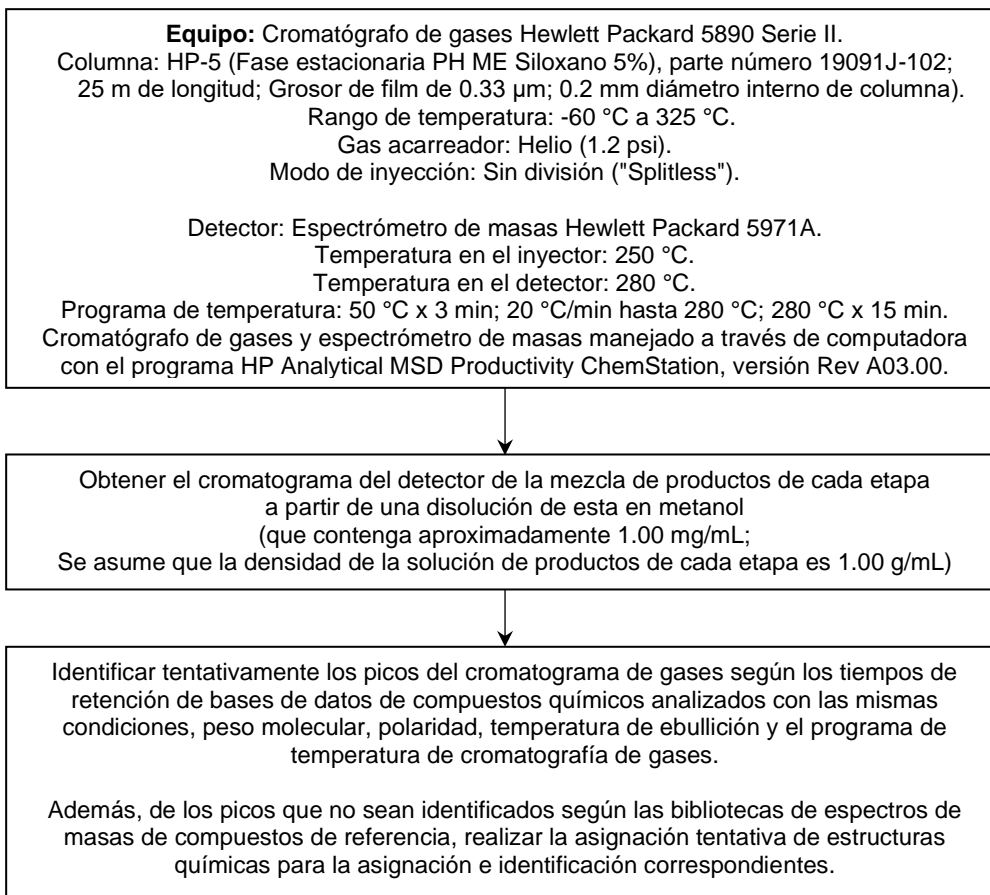 Equipo: Cromatógrafo de gases Hewlett Packard 5890 Serie II.
Columna: HP-5 (Fase estacionaria PH ME Siloxano 5%), parte número 19091J-102;
25 m de longitud; Grosor de film de 0.33 µm; 0.2 mm diámetro interno de columna).
Rango de temperatura: -60 °C a 325 °C.
Gas acarreador: Helio (1.2 psi).
Modo de inyección: Sin división ("Splitless").
Detector: Espectrómetro de masas Hewlett Packard 5971A.
Temperatura en el inyector: 250 °C.
Temperatura en el detector: 280 °C.
Programa de temperatura: 50 °C x 3 min; 20 °C/min hasta 280 °C; 280 °C x 15 min.
Cromatógrafo de gases y espectrómetro de masas manejado a través de computadora
con el programa HP Analytical MSD Productivity ChemStation, versión Rev A03.00.
Obtener el cromatograma del detector de la mezcla de productos de cada etapa
a partir de una disolución de esta en metanol
(que contenga aproximadamente 1.00 mg/mL;
Se asume que la densidad de la solución de productos de cada etapa es 1.00 g/mL)
Identificar tentativamente los picos del cromatograma de gases según los tiempos de
retención de bases de datos de compuestos químicos analizados con las mismas
condiciones, peso molecular, polaridad, temperatura de ebullición y el programa de
temperatura de cromatografía de gases.
Además, de los picos que no sean identificados según las bibliotecas de espectros de
masas de compuestos de referencia, realizar la asignación tentativa de estructuras
químicas para la asignación e identificación correspondientes.